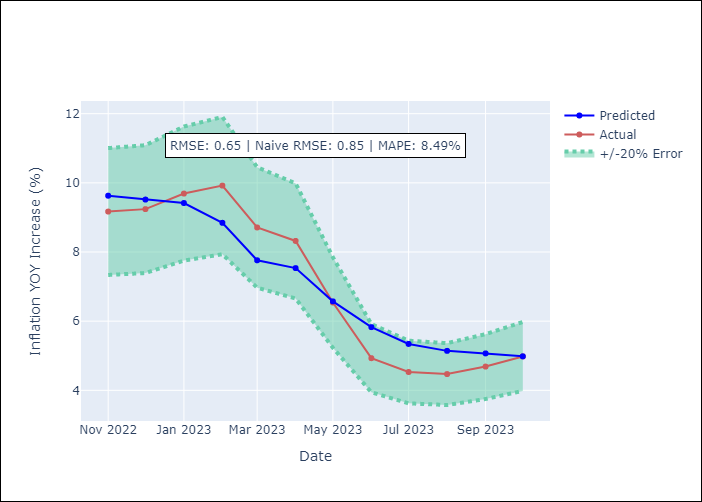 Predicted
Actual
+/-20% Error
RMSE: 0.65 | Naive RMSE: 0.85 | MAPE: 8.49%
Inflation YOY Increase (%)
12
10
8
6
4
Nov 2022
Jan 2023
Mar 2023
May 2023
Jul 2023
Sep 2023
Date